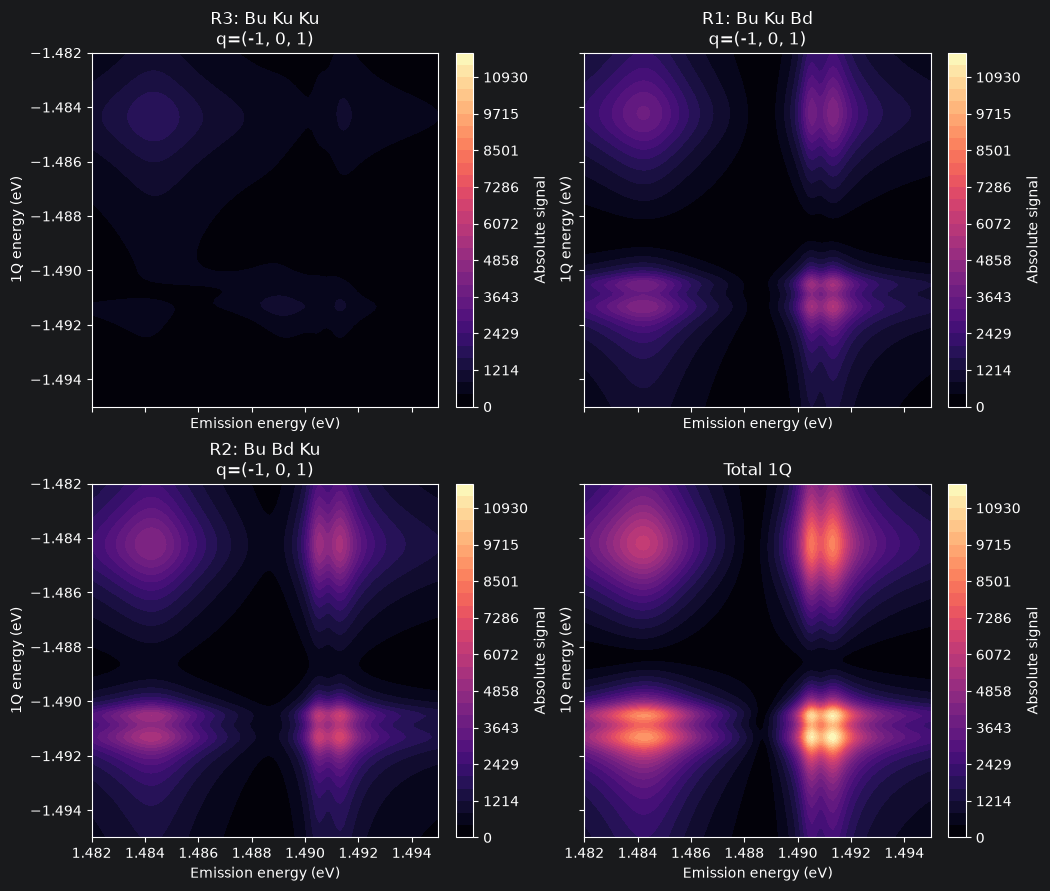 R3: Bu Ku Ku
q=(-1, 0, 1)
−1.482
−1.484
−1.486
−1.488
−1.490
−1.492
−1.494
1Q energy (eV)
Emission energy (eV)
10930
9715
8501
7286
6072
4858
3643
2429
1214
0
Absolute signal
R1: Bu Ku Bd
q=(-1, 0, 1)
1Q energy (eV)
Emission energy (eV)
10930
9715
8501
7286
6072
4858
3643
2429
1214
0
Absolute signal
R2: Bu Bd Ku
q=(-1, 0, 1)
−1.482
−1.484
−1.486
−1.488
−1.490
−1.492
−1.494
1Q energy (eV)
1.482 1.484 1.486 1.488 1.490 1.492 1.494
Emission energy (eV)
10930
9715
8501
7286
6072
4858
3643
2429
1214
0
Absolute signal
Total 1Q
1Q energy (eV)
1.482 1.484 1.486 1.488 1.490 1.492 1.494
Emission energy (eV)
10930
9715
8501
7286
6072
4858
3643
2429
1214
0
Absolute signal